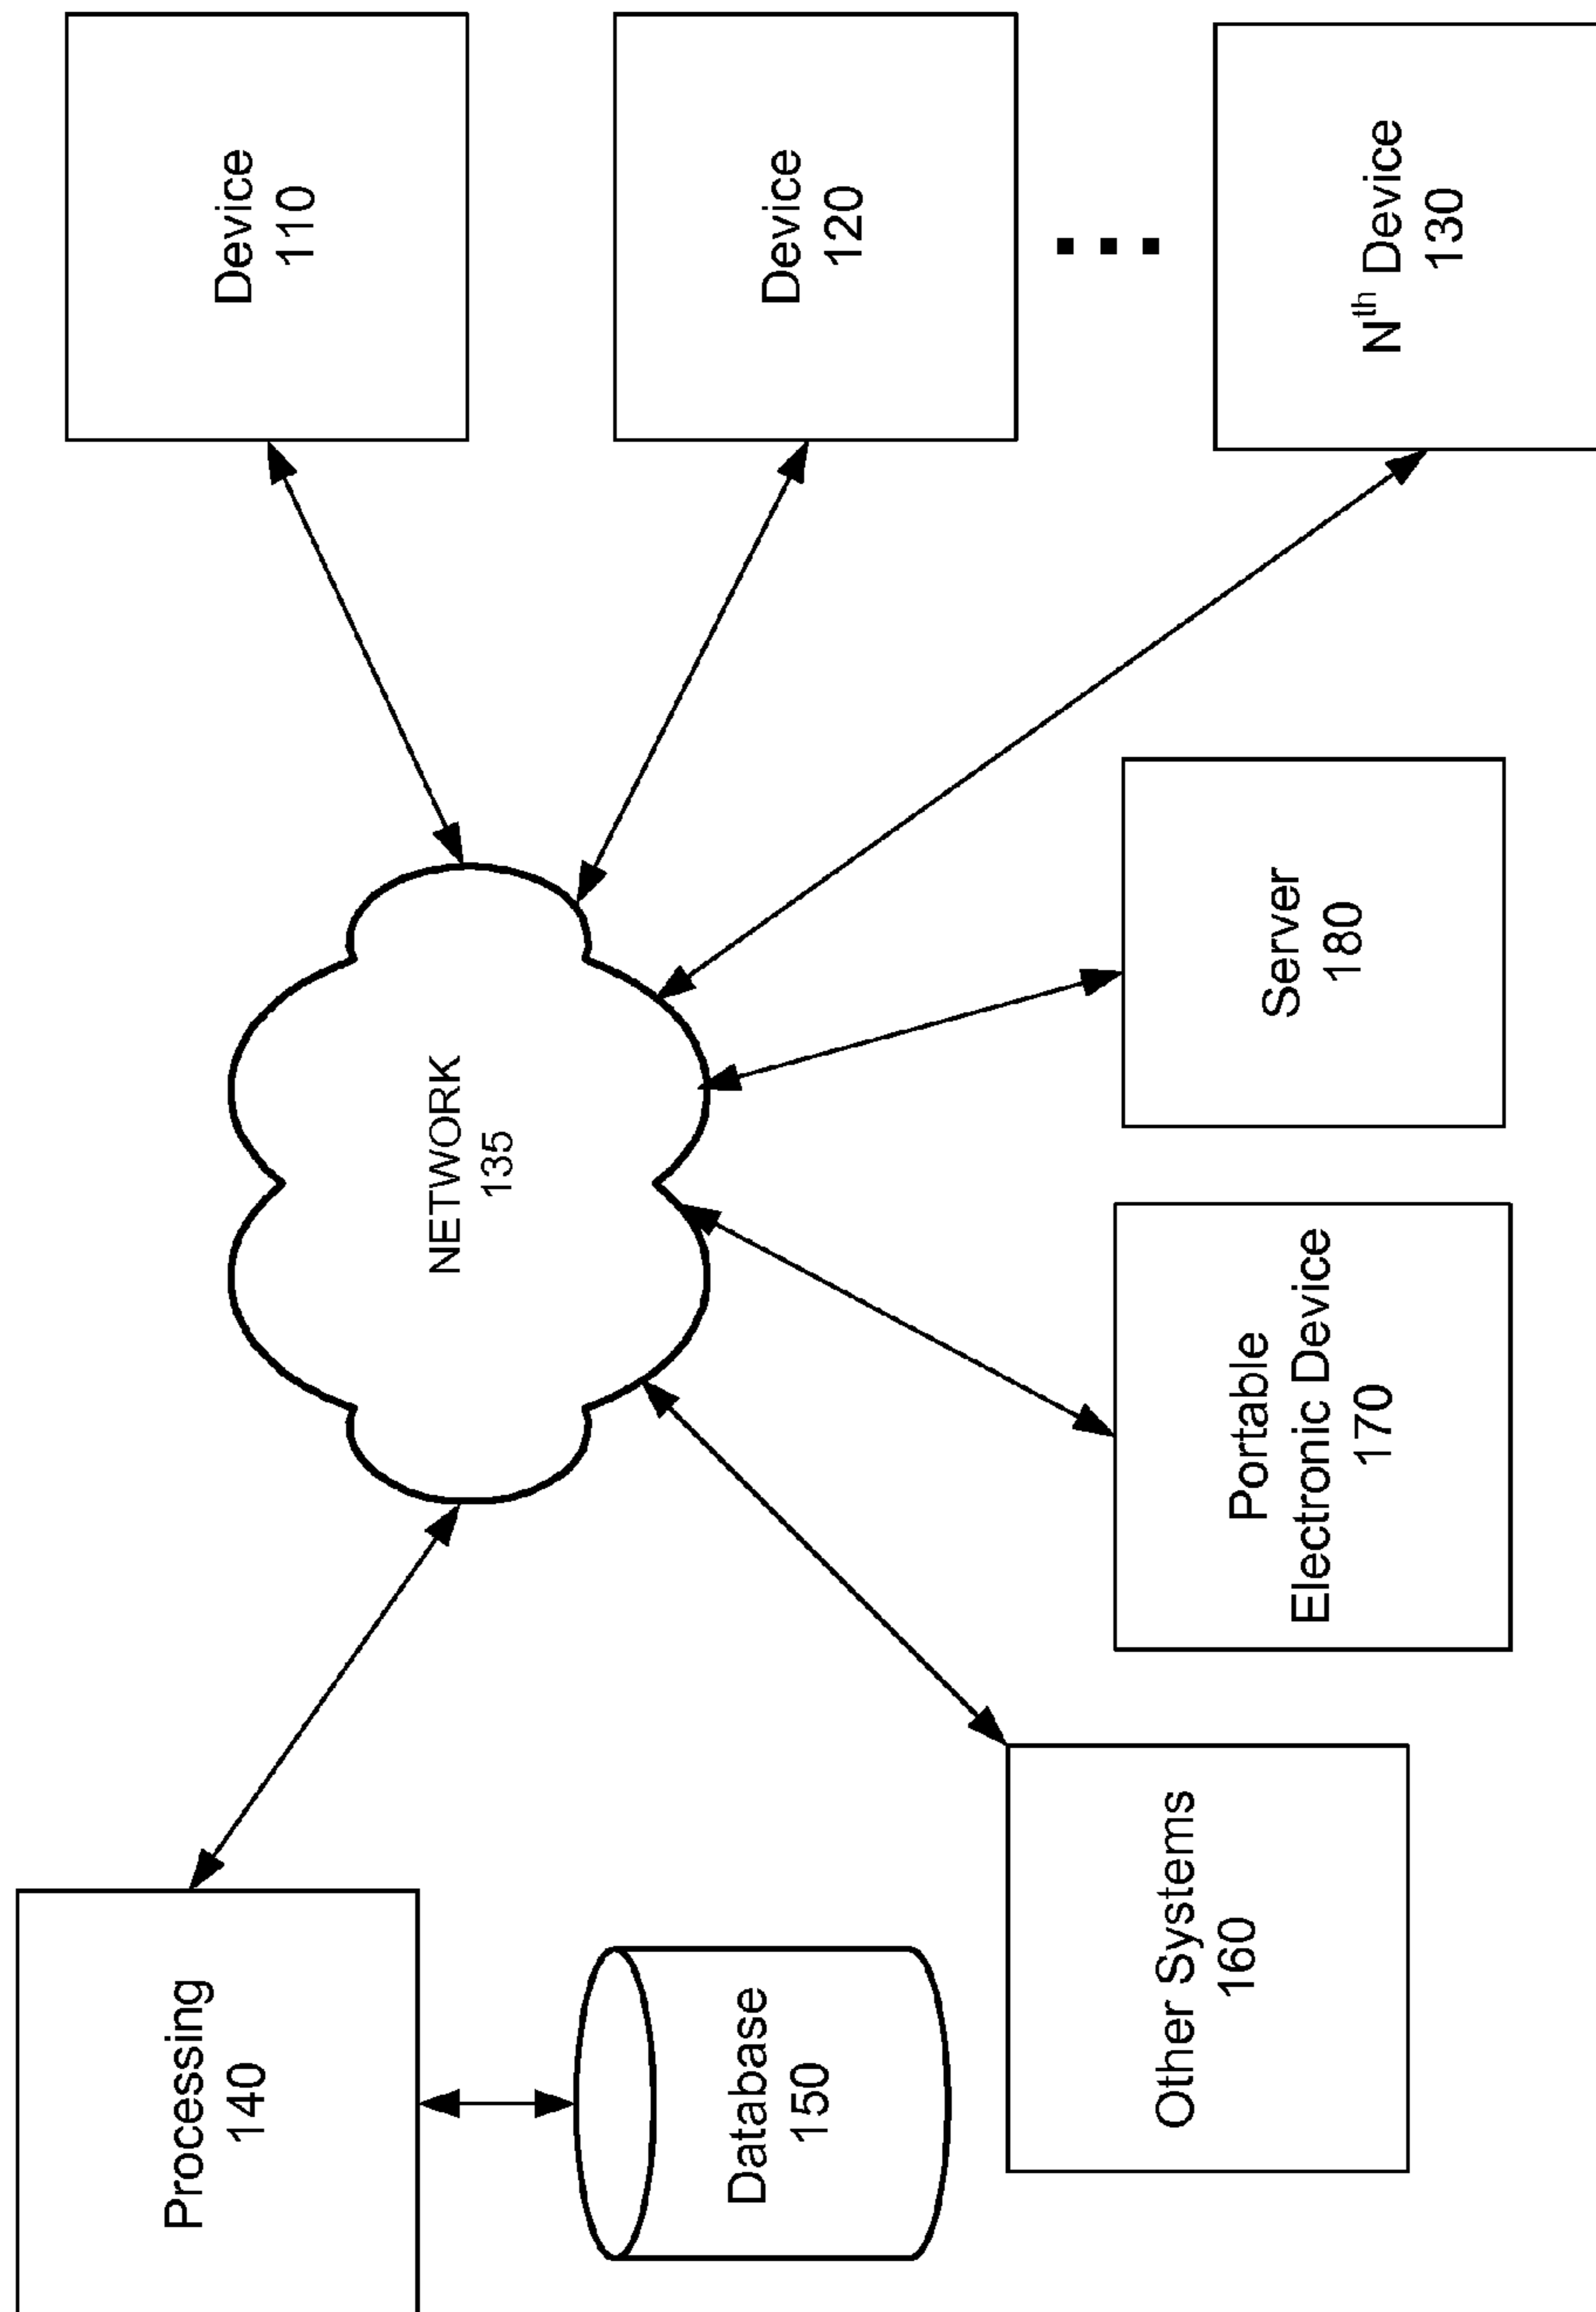 Processing
140
Database
150
Other Systems
160
Portable
Electronic Device
170
Server
180
NETWORK
135
Device
110
Device
120
Nth Device
130